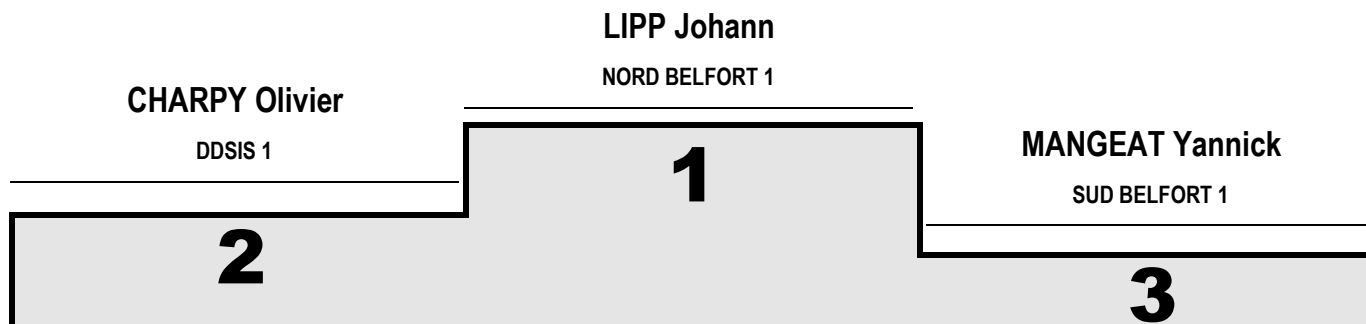 LIPP Johann
NORD BELFORT 1
CHARPY Olivier
DDSIS 1
MANGEAT Yannick
SUD BELFORT 1
1
2
3